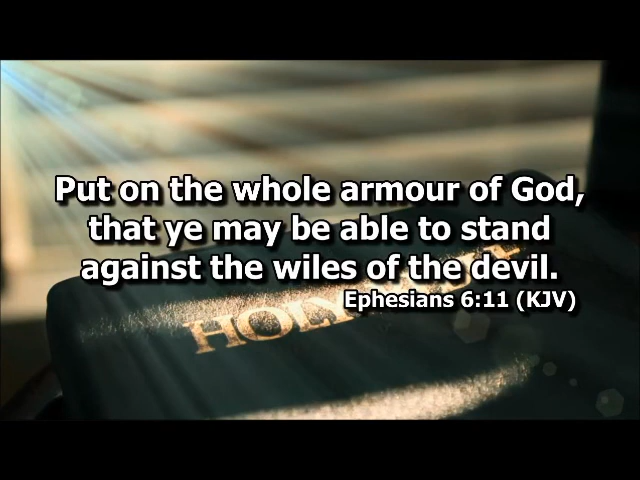 Put on the whole armour of God,
that ye may be able to stand
against the wiles of the devil.
Ephesians 6:11 (KJV)
HOLY